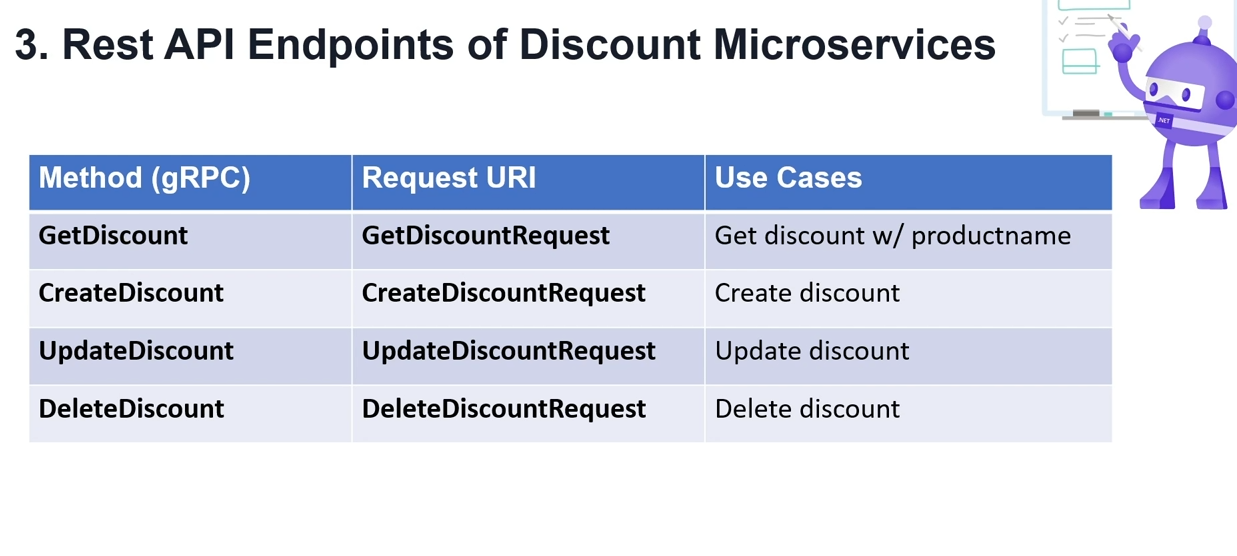 3. Rest API Endpoints of Discount Microservices
.NET
Method (gRPC) Request URI Use Cases
GetDiscount GetDiscountRequest Get discount w/ productname
CreateDiscount CreateDiscountRequest Create discount
UpdateDiscount UpdateDiscountRequest Update discount
DeleteDiscount DeleteDiscountRequest Delete discount